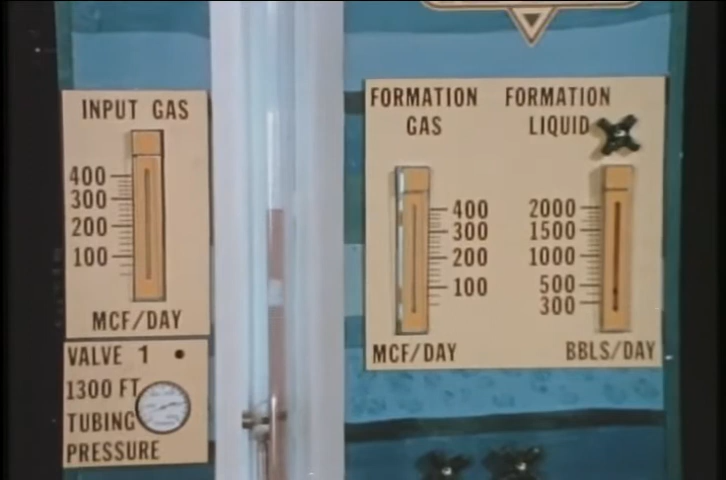 INPUT GAS
400
300
200
100
MCF/DAY
VALVE 1
1300 FT
TUBING
PRESSURE
FORMATION
GAS
400
300
200
100
MCF/DAY
FORMATION
LIQUID
2000
1500
1000
500
300
BBLS/DAY